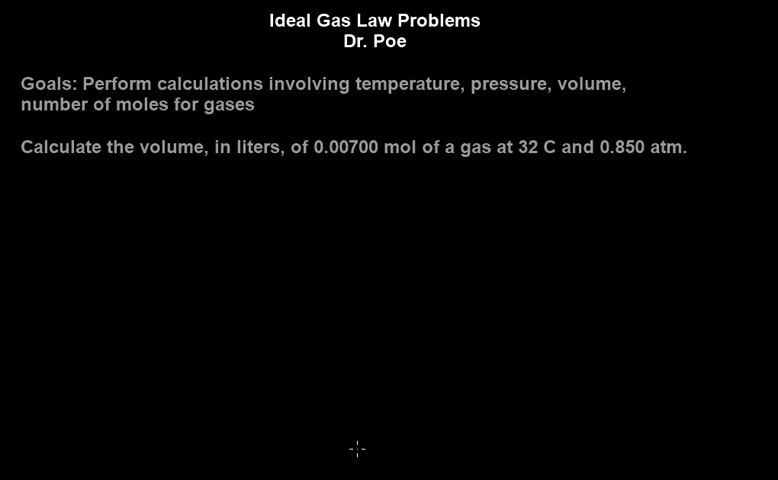 Ideal Gas Law Problems
Dr. Poe
Goals: Perform calculations involving temperature, pressure, volume,
number of moles for gases
Calculate the volume, in liters, of 0.00700 mol of a gas at 32 C and 0.850 atm.